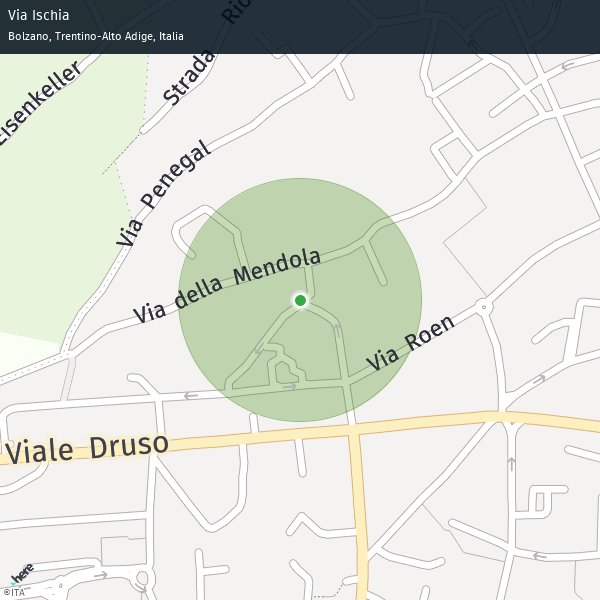 Via Ischia
Bolzano, Trentino-Alto Adige, Italia
Eisenkeller
Strada Rio
Via Penegal
Via della Mendola
Via Roen
Viale Druso
here
©ITA